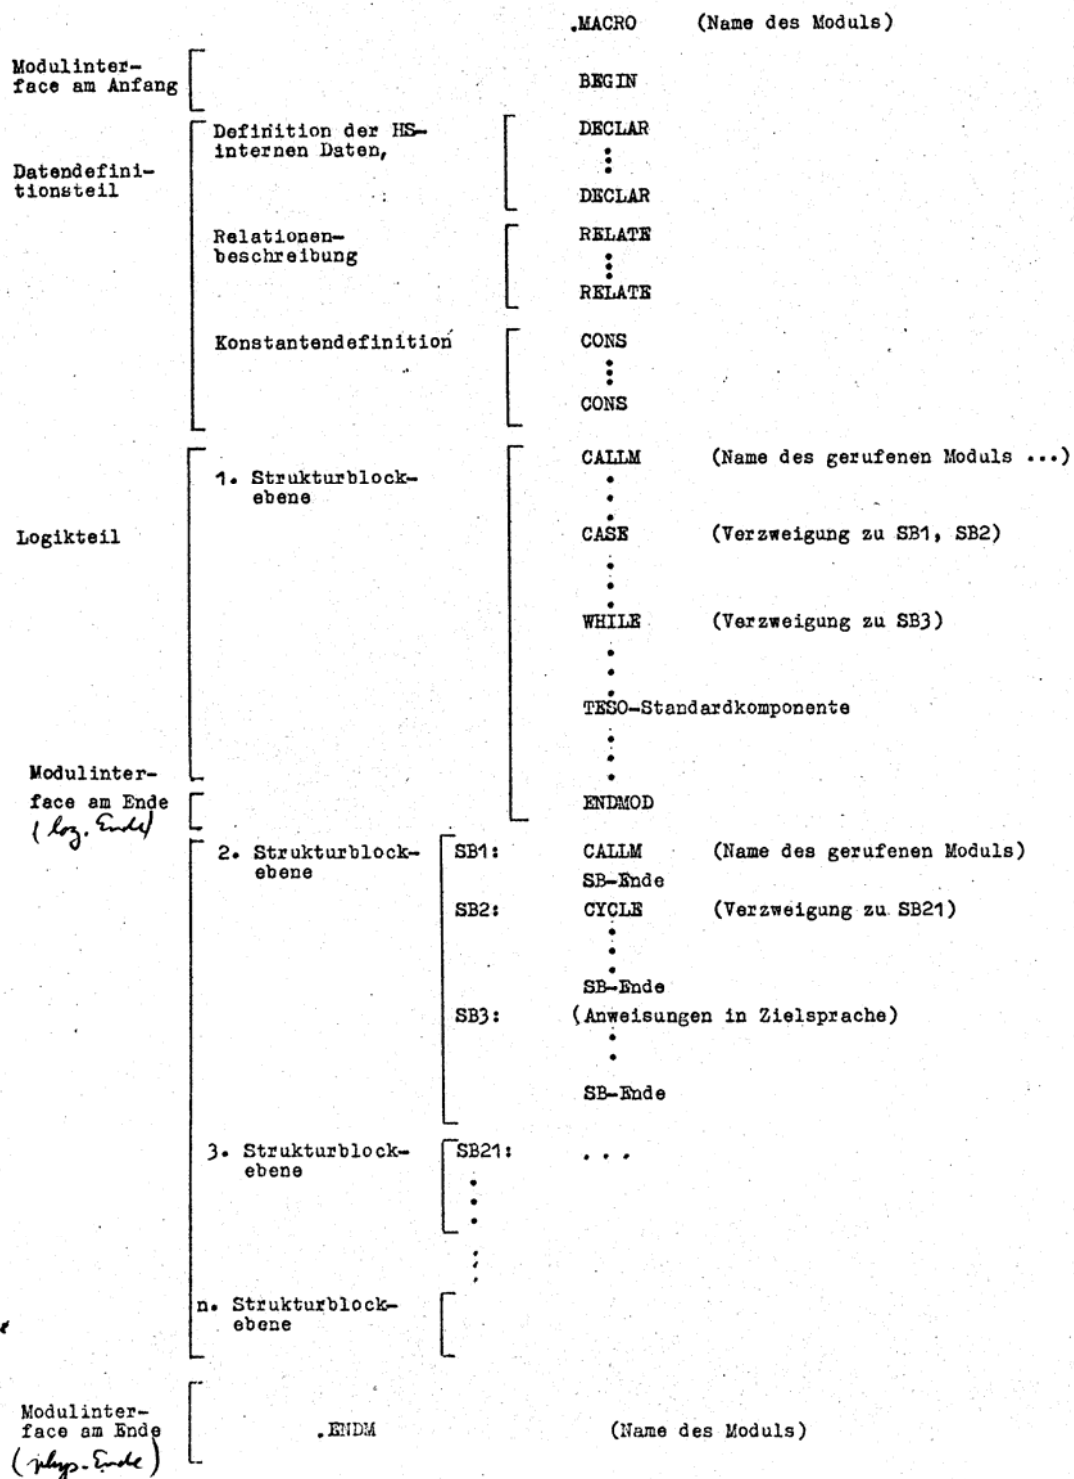 .MACRO (Name des Moduls)
Modulinter-
face am Anfang
BEGIN
Datendefini-
tionsteil
Definition der HS-
internen Daten,
DECLAR
DECLAR
Relationen-
beschreibung
RELATE
RELATE
Konstantendefinition
CONS
CONS
Logikteil
1. Strukturblock-
ebene
CALLM (Name des gerufenen Moduls ...)
CASE (Verzweigung zu SB1, SB2)
WHILE (Verzweigung zu SB3)
TESO-Standardkomponente
Modulinter-
face am Ende
(log. Ende)
ENDMOD
2. Strukturblock-
ebene
SB1: CALLM (Name des gerufenen Moduls)
SB-Ende
SB2: CYCLE (Verzweigung zu SB21)
SB-Ende
SB3: (Anweisungen in Zielsprache)
SB-Ende
3. Strukturblock-
ebene
SB21: ...
n. Strukturblock-
ebene
Modulinter-
face am Ende
(phys. Ende)
.ENDM (Name des Moduls)